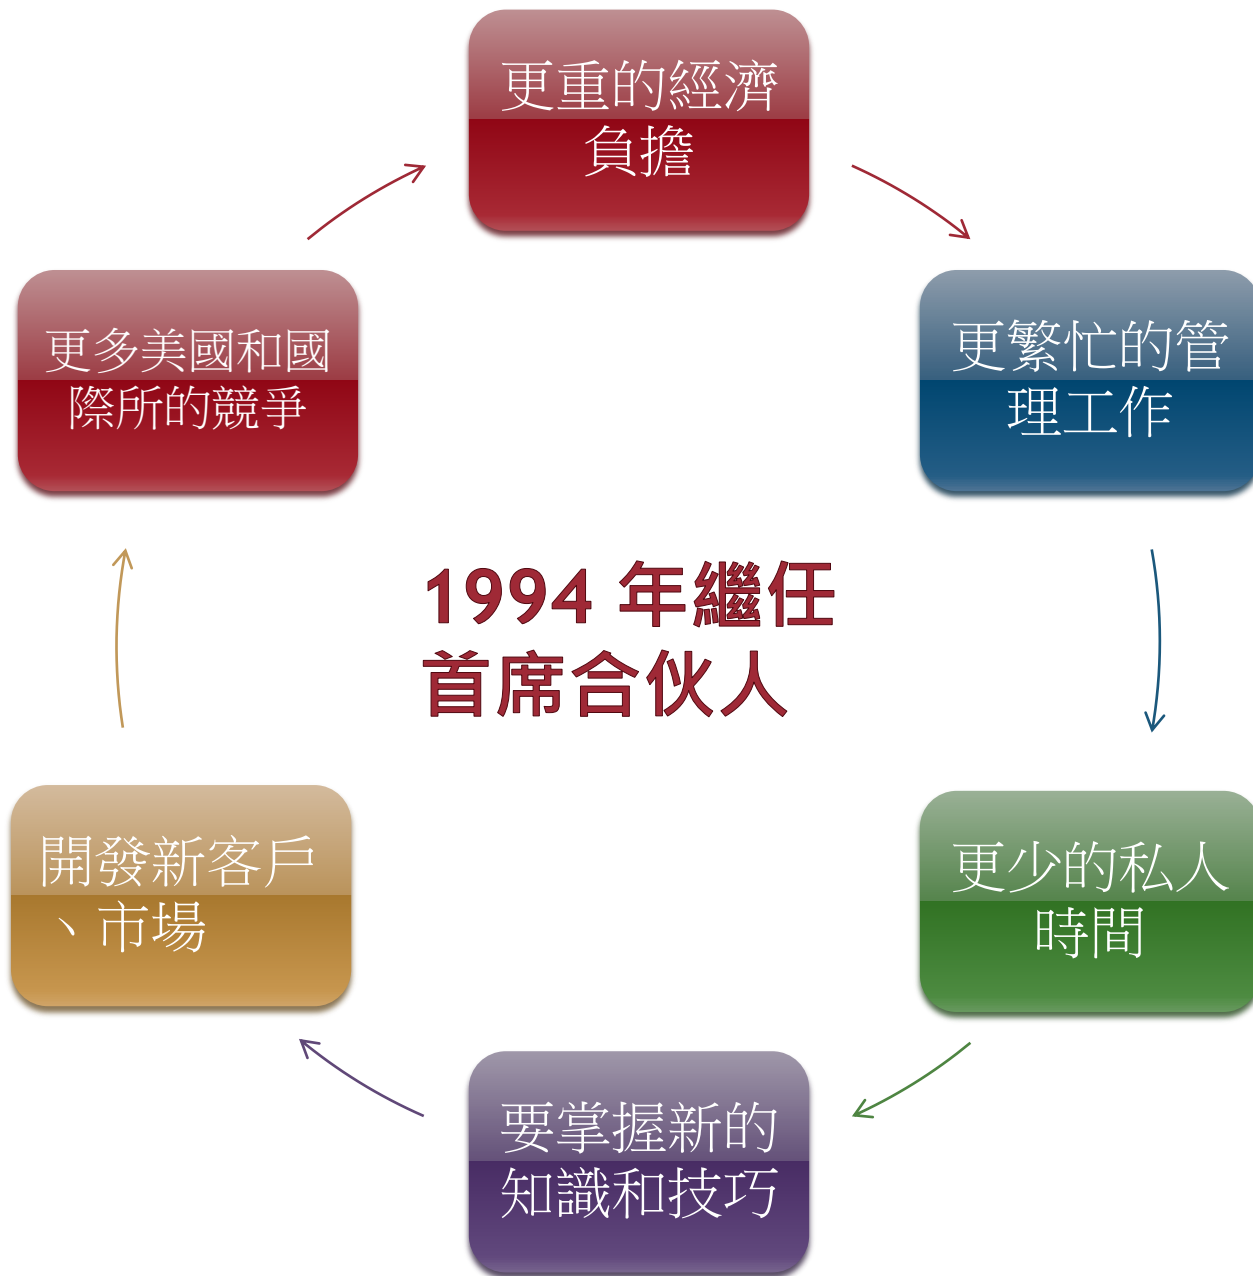 更重的經濟
負擔
更繁忙的管
理工作
更少的私人
時間
要掌握新的
知識和技巧
開發新客戶
、市場
更多美國和國
際所的競爭
1994 年繼任
首席合伙人